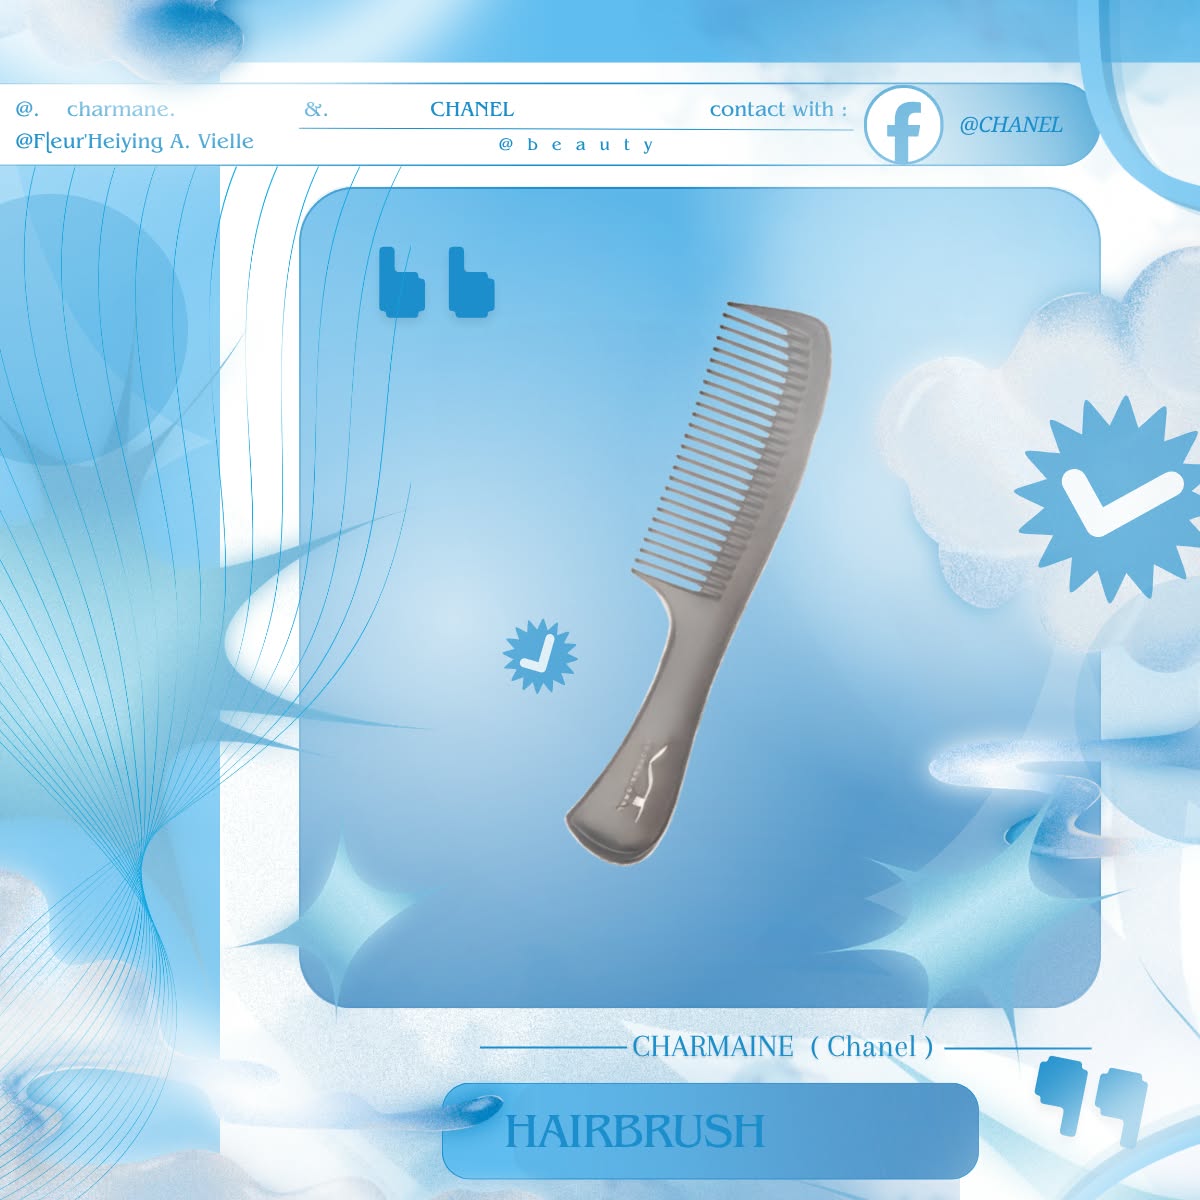 @. charmane. &. CHANEL contact with :
@Fleur'Heiying A. Vielle
@ b e a u t y
@CHANEL
CHARMAINE ( Chanel )
HAIRBRUSH